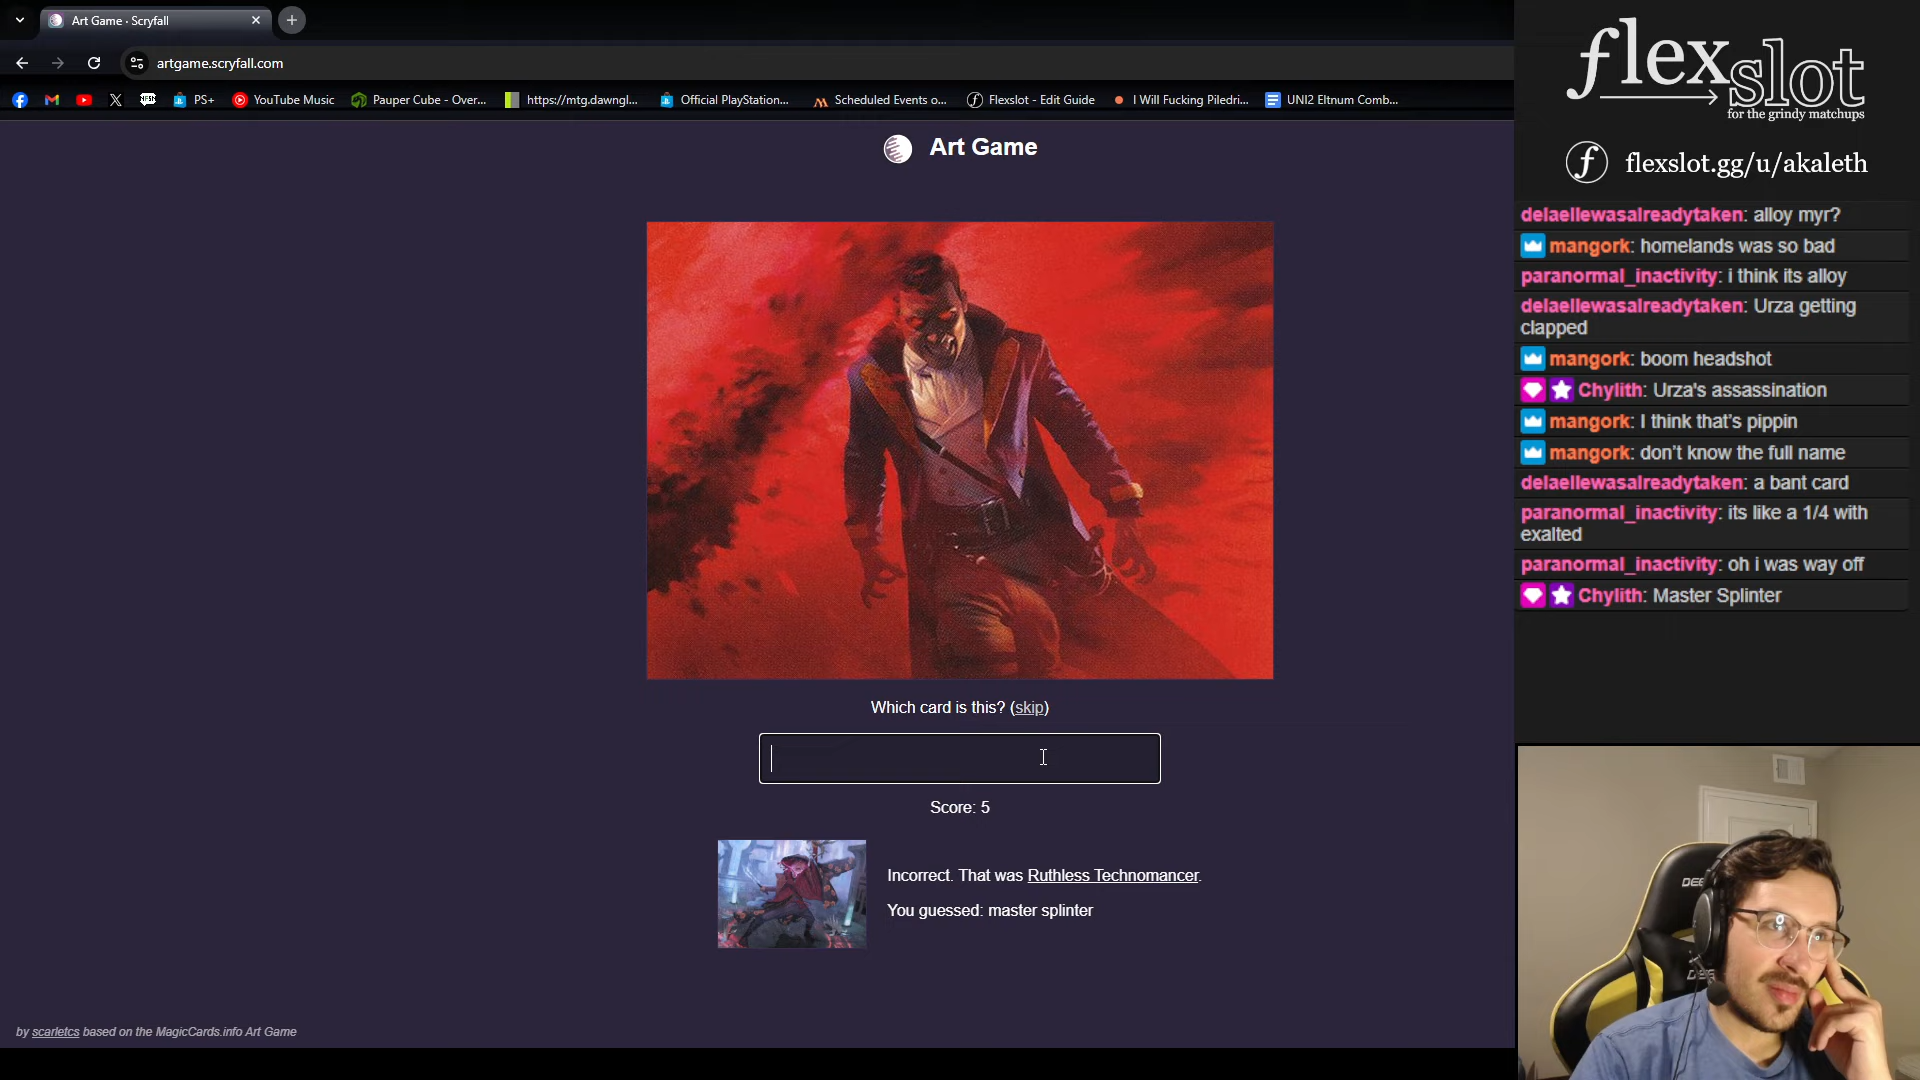 Art Game · Scryfall
artgame.scryfall.com
PS+
YouTube Music
Pauper Cube - Over...
https://mtg.dawngl...
Official PlayStation...
Scheduled Events o...
Flexslot - Edit Guide
I Will Fucking Piledri...
UNI2 Eltnum Comb...
Art Game
Which card is this? (skip)
Score: 5
Incorrect. That was Ruthless Technomancer.
You guessed: master splinter
by scarletcs based on the MagicCards.info Art Game
flexslot
for the grindy matchups
flexslot.gg/u/akaleth
delaellewasalreadytaken: alloy myr?
mangork: homelands was so bad
paranormal_inactivity: i think its alloy
delaellewasalreadytaken: Urza getting
clapped
mangork: boom headshot
Chylith: Urza's assassination
mangork: I think that's pippin
mangork: don't know the full name
delaellewasalreadytaken: a bant card
paranormal_inactivity: its like a 1/4 with
exalted
paranormal_inactivity: oh i was way off
Chylith: Master Splinter